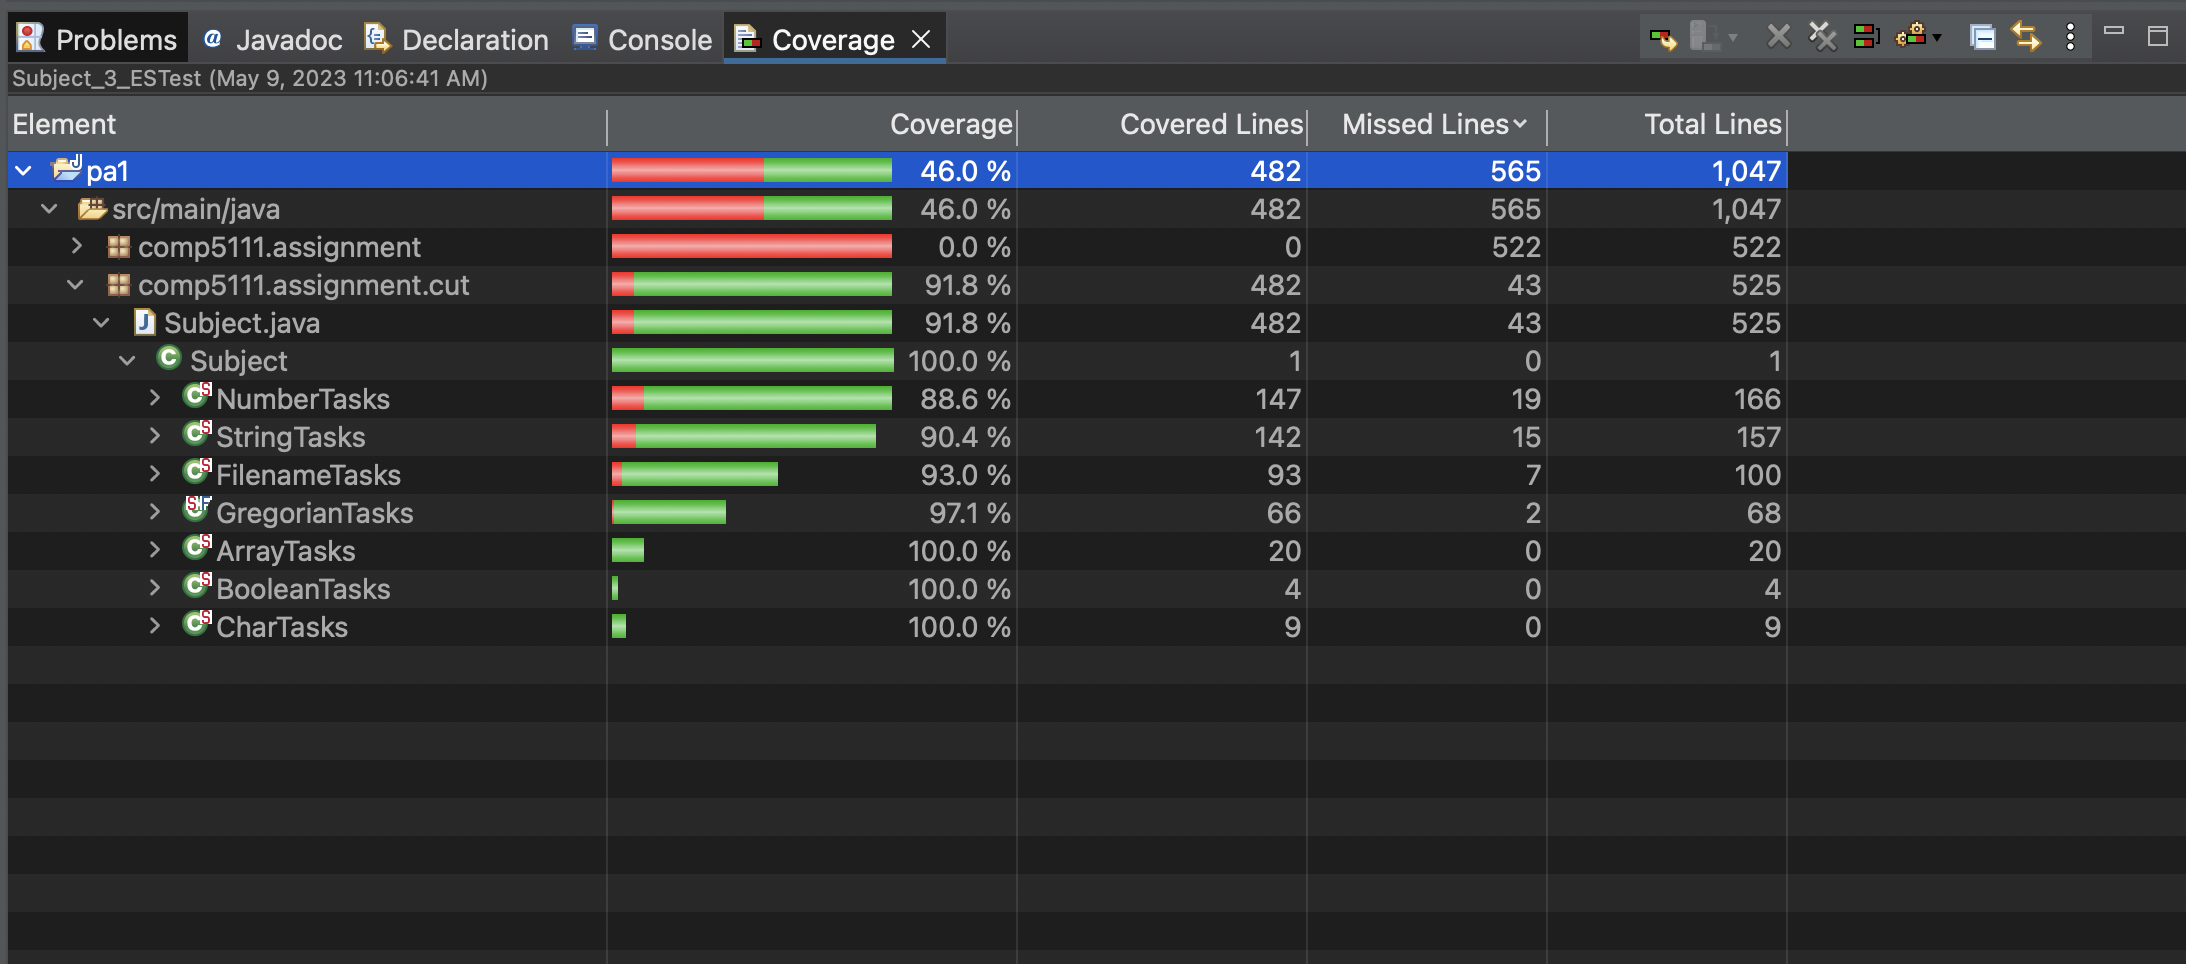 Problems Javadoc Declaration Console Coverage
Subject_3_ESTest (May 9, 2023 11:06:41 AM)
Element Coverage Covered Lines Missed Lines Total Lines
pa1 46.0 % 482 565 1,047
src/main/java 46.0 % 482 565 1,047
comp5111.assignment 0.0 % 0 522 522
comp5111.assignment.cut 91.8 % 482 43 525
Subject.java 91.8 % 482 43 525
Subject 100.0 % 1 0 1
NumberTasks 88.6 % 147 19 166
StringTasks 90.4 % 142 15 157
FilenameTasks 93.0 % 93 7 100
GregorianTasks 97.1 % 66 2 68
ArrayTasks 100.0 % 20 0 20
BooleanTasks 100.0 % 4 0 4
CharTasks 100.0 % 9 0 9